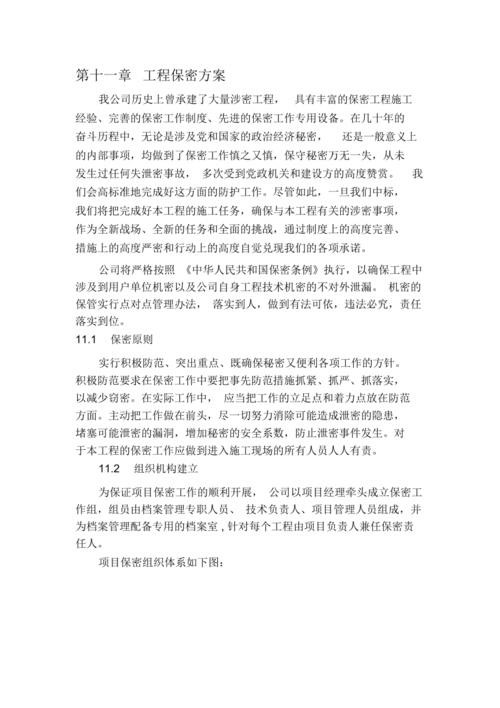 第十一章 工程保密方案
我公司历史上曾承建了大量涉密工程， 具有丰富的保密工程施工
经验、完善的保密工作制度、先进的保密工作专用设备。在几十年的
奋斗历程中，无论是涉及党和国家的政治经济秘密， 还是一般意义上
的内部事项，均做到了保密工作慎之又慎，保守秘密万无一失，从未
发生过任何失泄密事故， 多次受到党政机关和建设方的高度赞赏。 我
们会高标准地完成好这方面的防护工作。尽管如此，一旦我们中标，
我们将把完成好本工程的施工任务，确保与本工程有关的涉密事项，
作为全新战场、全新的任务和全面的挑战，通过制度上的高度完善、
措施上的高度严密和行动上的高度自觉兑现我们的各项承诺。
公司将严格按照 《中华人民共和国保密条例》执行，以确保工程中
涉及到用户单位机密以及公司自身工程技术机密的不对外泄漏。 机密的
保管实行点对点管理办法， 落实到人，做到有法可依，违法必究，责任
落实到位。
11.1 保密原则
实行积极防范、突出重点、既确保秘密又便利各项工作的方针。
积极防范要求在保密工作中要把事先防范措施抓紧、抓严、抓落实，
以减少窃密。在实际工作中， 应当把工作的立足点和着力点放在防范
方面。主动把工作做在前头，尽一切努力消除可能造成泄密的隐患，
堵塞可能泄密的漏洞，增加秘密的安全系数，防止泄密事件发生。对
于本工程的保密工作应做到进入施工现场的所有人员人人有责。
11.2 组织机构建立
为保证项目保密工作的顺利开展， 公司以项目经理牵头成立保密工
作组，组员由档案管理专职人员、 技术负责人、项目管理人员组成，并
为档案管理配备专用的档案室 , 针对每个工程由项目负责人兼任保密责
任人。
项目保密组织体系如下图：